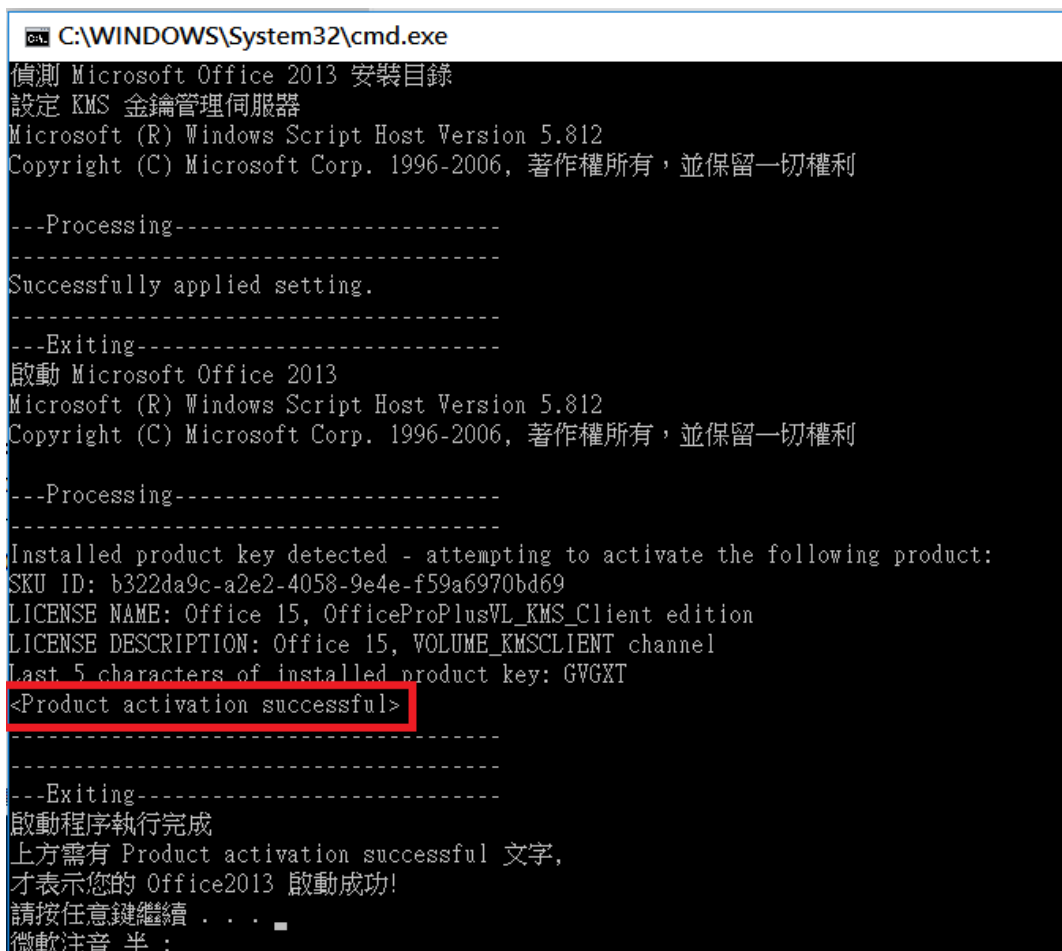 C:\WINDOWS\System32\cmd.exe
偵測 Microsoft Office 2013 安裝目錄
設定 KMS 金鑰管理伺服器
Microsoft (R) Windows Script Host Version 5.812
Copyright (C) Microsoft Corp. 1996-2006, 著作權所有，並保留一切權利
---Processing--------------------------
---------------------------------------
Successfully applied setting.
---------------------------------------
---Exiting-----------------------------
啟動 Microsoft Office 2013
Microsoft (R) Windows Script Host Version 5.812
Copyright (C) Microsoft Corp. 1996-2006, 著作權所有，並保留一切權利
---Processing--------------------------
---------------------------------------
Installed product key detected - attempting to activate the following product:
SKU ID: b322da9c-a2e2-4058-9e4e-f59a6970bd69
LICENSE NAME: Office 15, OfficeProPlusVL_KMS_Client edition
LICENSE DESCRIPTION: Office 15, VOLUME_KMSCLIENT channel
Last 5 characters of installed product key: GVGXT
<Product activation successful>
---------------------------------------
---------------------------------------
---Exiting-----------------------------
啟動程序執行完成
上方需有 Product activation successful 文字,
才表示您的 Office2013 啟動成功!
請按任意鍵繼續 . . .
微軟注音 半 :